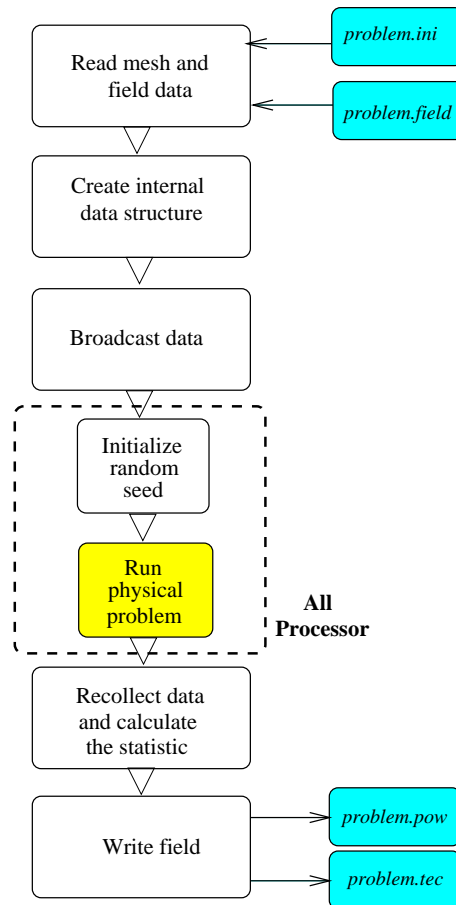 problem.ini
Read mesh and
field data
problem.field
Create internal
data structure
Broadcast data
Initialize
random
seed
Run
physical
problem
All
Processor
Recollect data
and calculate
the statistic
problem.pow
Write field
problem.tec